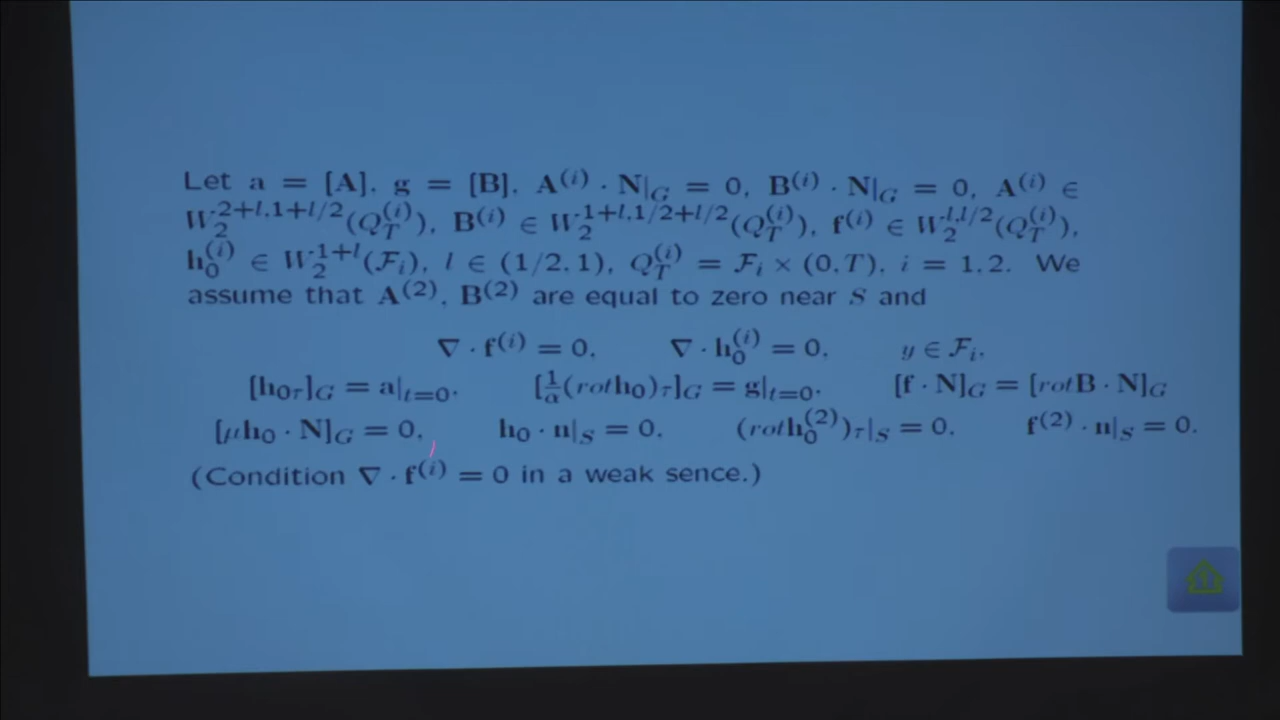 Let a = [A], g = [B], A^{(i)} · N|_G = 0, B^{(i)} · N|_G = 0, A^{(i)} ∈
W_2^{2+l,1+l/2}(Q_T^{(i)}), B^{(i)} ∈ W_2^{1+l,1/2+l/2}(Q_T^{(i)}), f^{(i)} ∈ W_2^{l,l/2}(Q_T^{(i)}),
h_0^{(i)} ∈ W_2^{1+l}(F_i), l ∈ (1/2,1), Q_T^{(i)} = F_i × (0,T), i = 1,2. We
assume that A^{(2)}, B^{(2)} are equal to zero near S and
∇ · f^{(i)} = 0, ∇ · h_0^{(i)} = 0, y ∈ F_i,
[h_{0τ}]_G = a|_{t=0}, [1/α (rot h_0)_τ]_G = g|_{t=0}, [f · N]_G = [rotB · N]_G
[μh_0 · N]_G = 0, h_0 · n|_S = 0, (rot h_0^{(2)})_τ|_S = 0, f^{(2)} · n|_S = 0.
(Condition ∇ · f^{(i)} = 0 in a weak sence.)